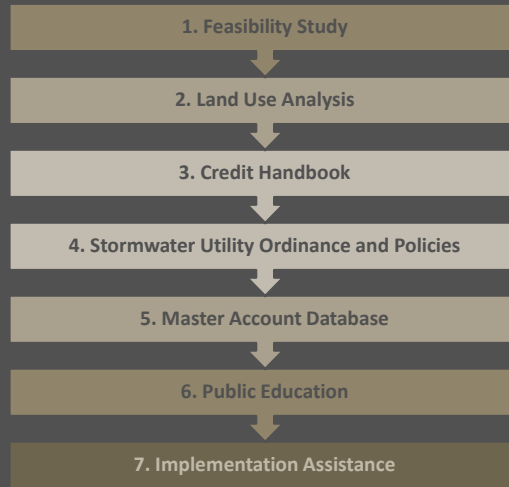 1. Feasibility Study
2. Land Use Analysis
3. Credit Handbook
4. Stormwater Utility Ordinance and Policies
5. Master Account Database
6. Public Education
7. Implementation Assistance